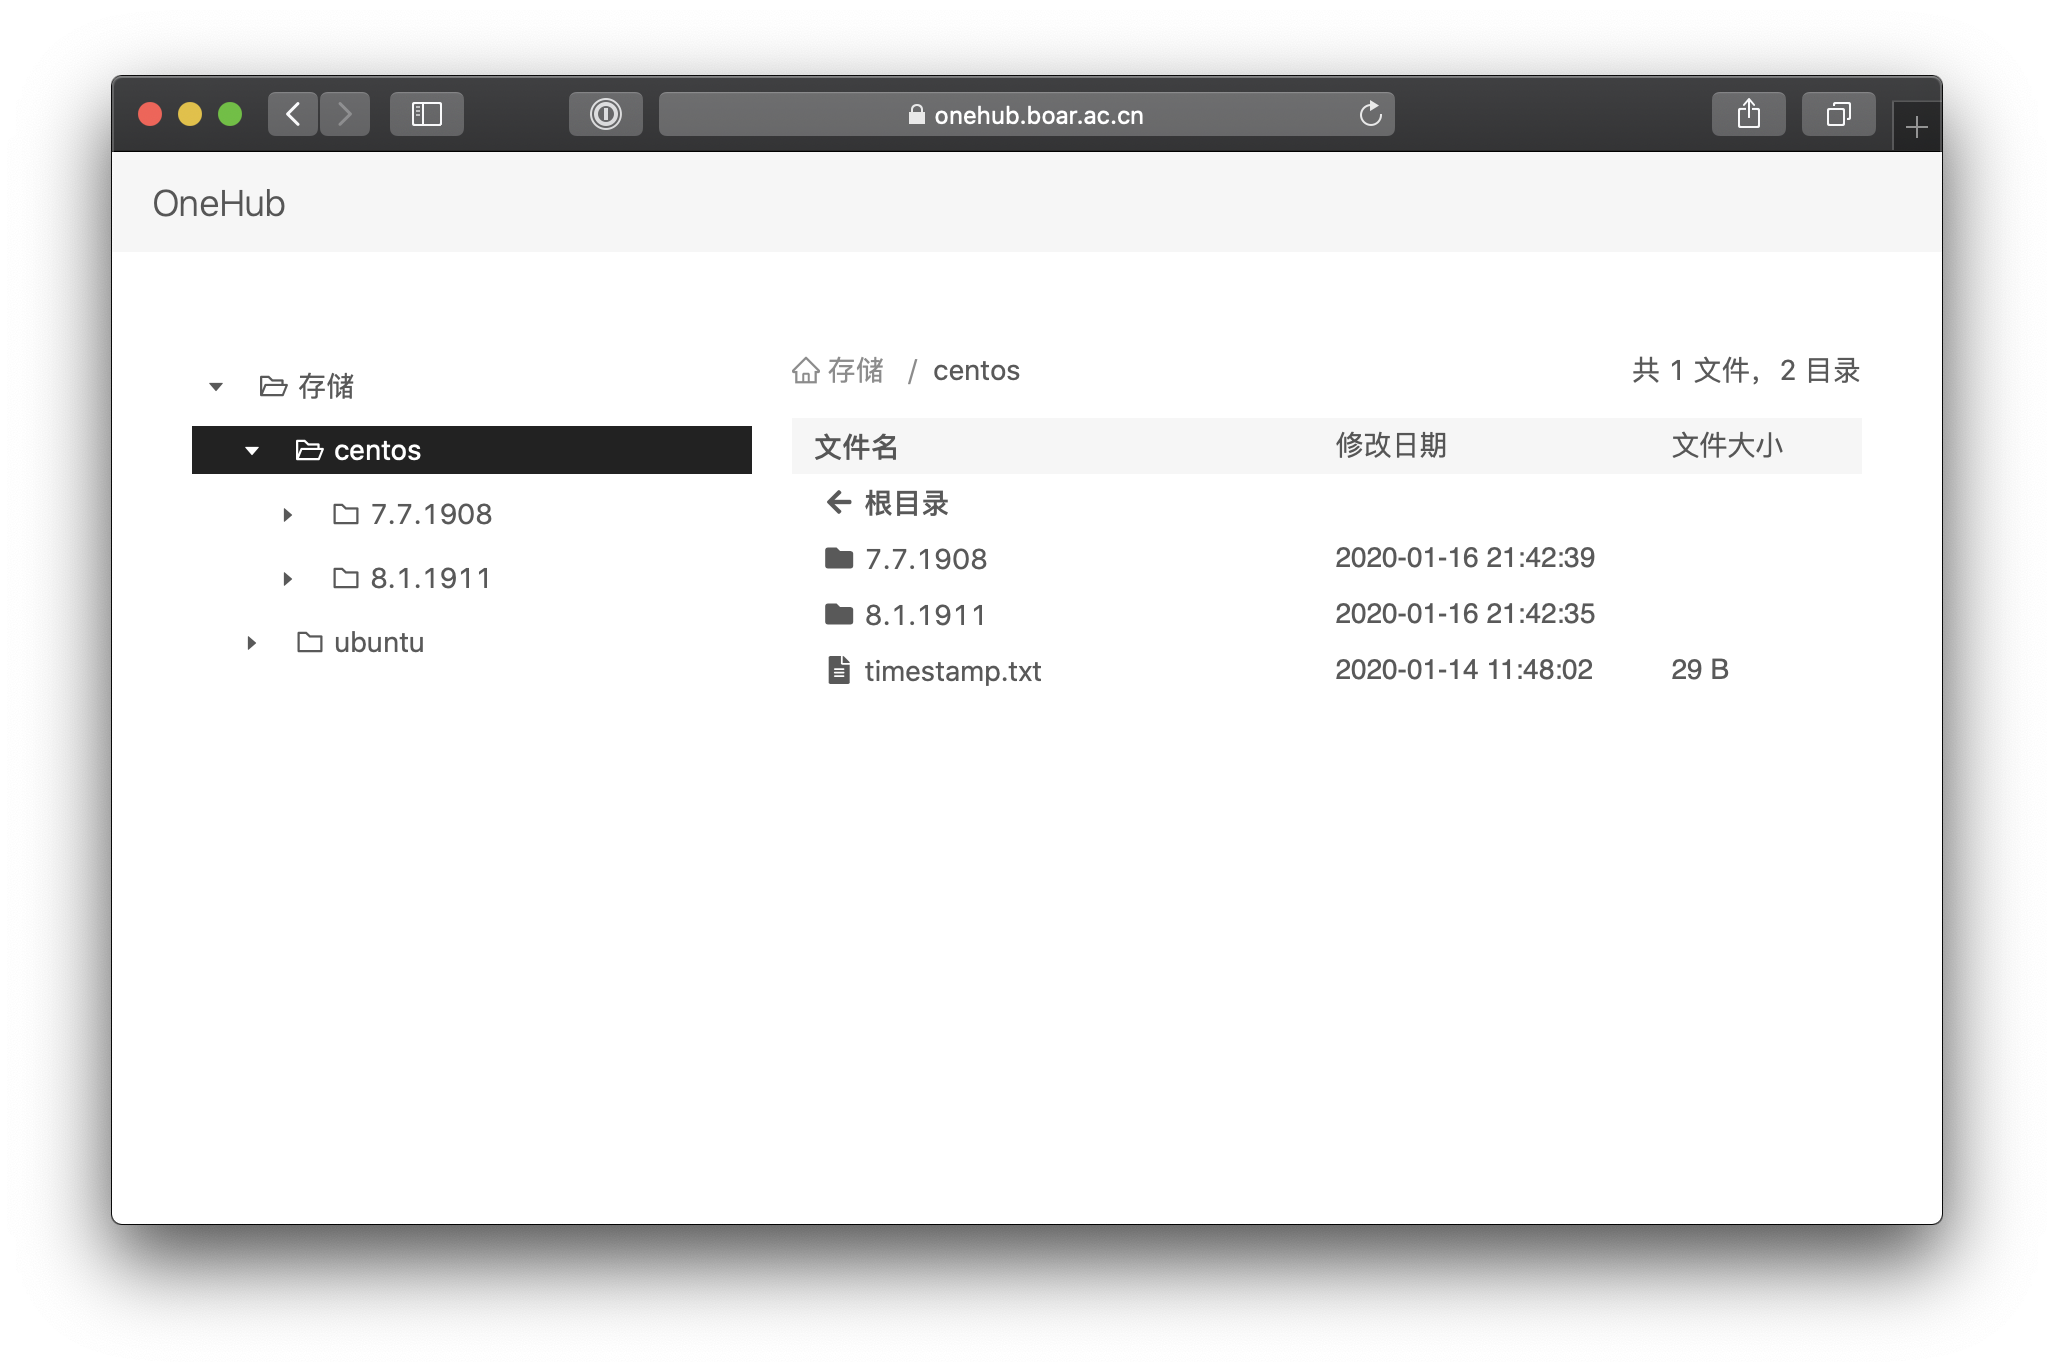 onehub.boar.ac.cn
OneHub
存储
centos
7.7.1908
8.1.1911
ubuntu
存储 / centos
共 1 文件，2 目录
文件名 修改日期 文件大小
根目录
7.7.1908 2020-01-16 21:42:39
8.1.1911 2020-01-16 21:42:35
timestamp.txt 2020-01-14 11:48:02 29 B